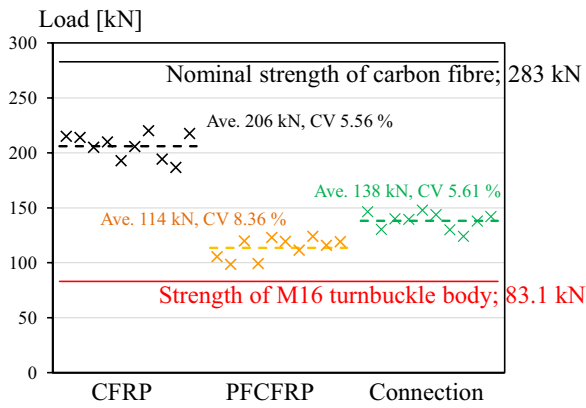 Load [kN]
300
Nominal strength of carbon fibre; 283 kN
250
Ave. 206 kN, CV 5.56 %
200
Ave. 138 kN, CV 5.61 %
150
Ave. 114 kN, CV 8.36 %
100
Strength of M16 turnbuckle body; 83.1 kN
50
0
CFRP PFCFRP Connection